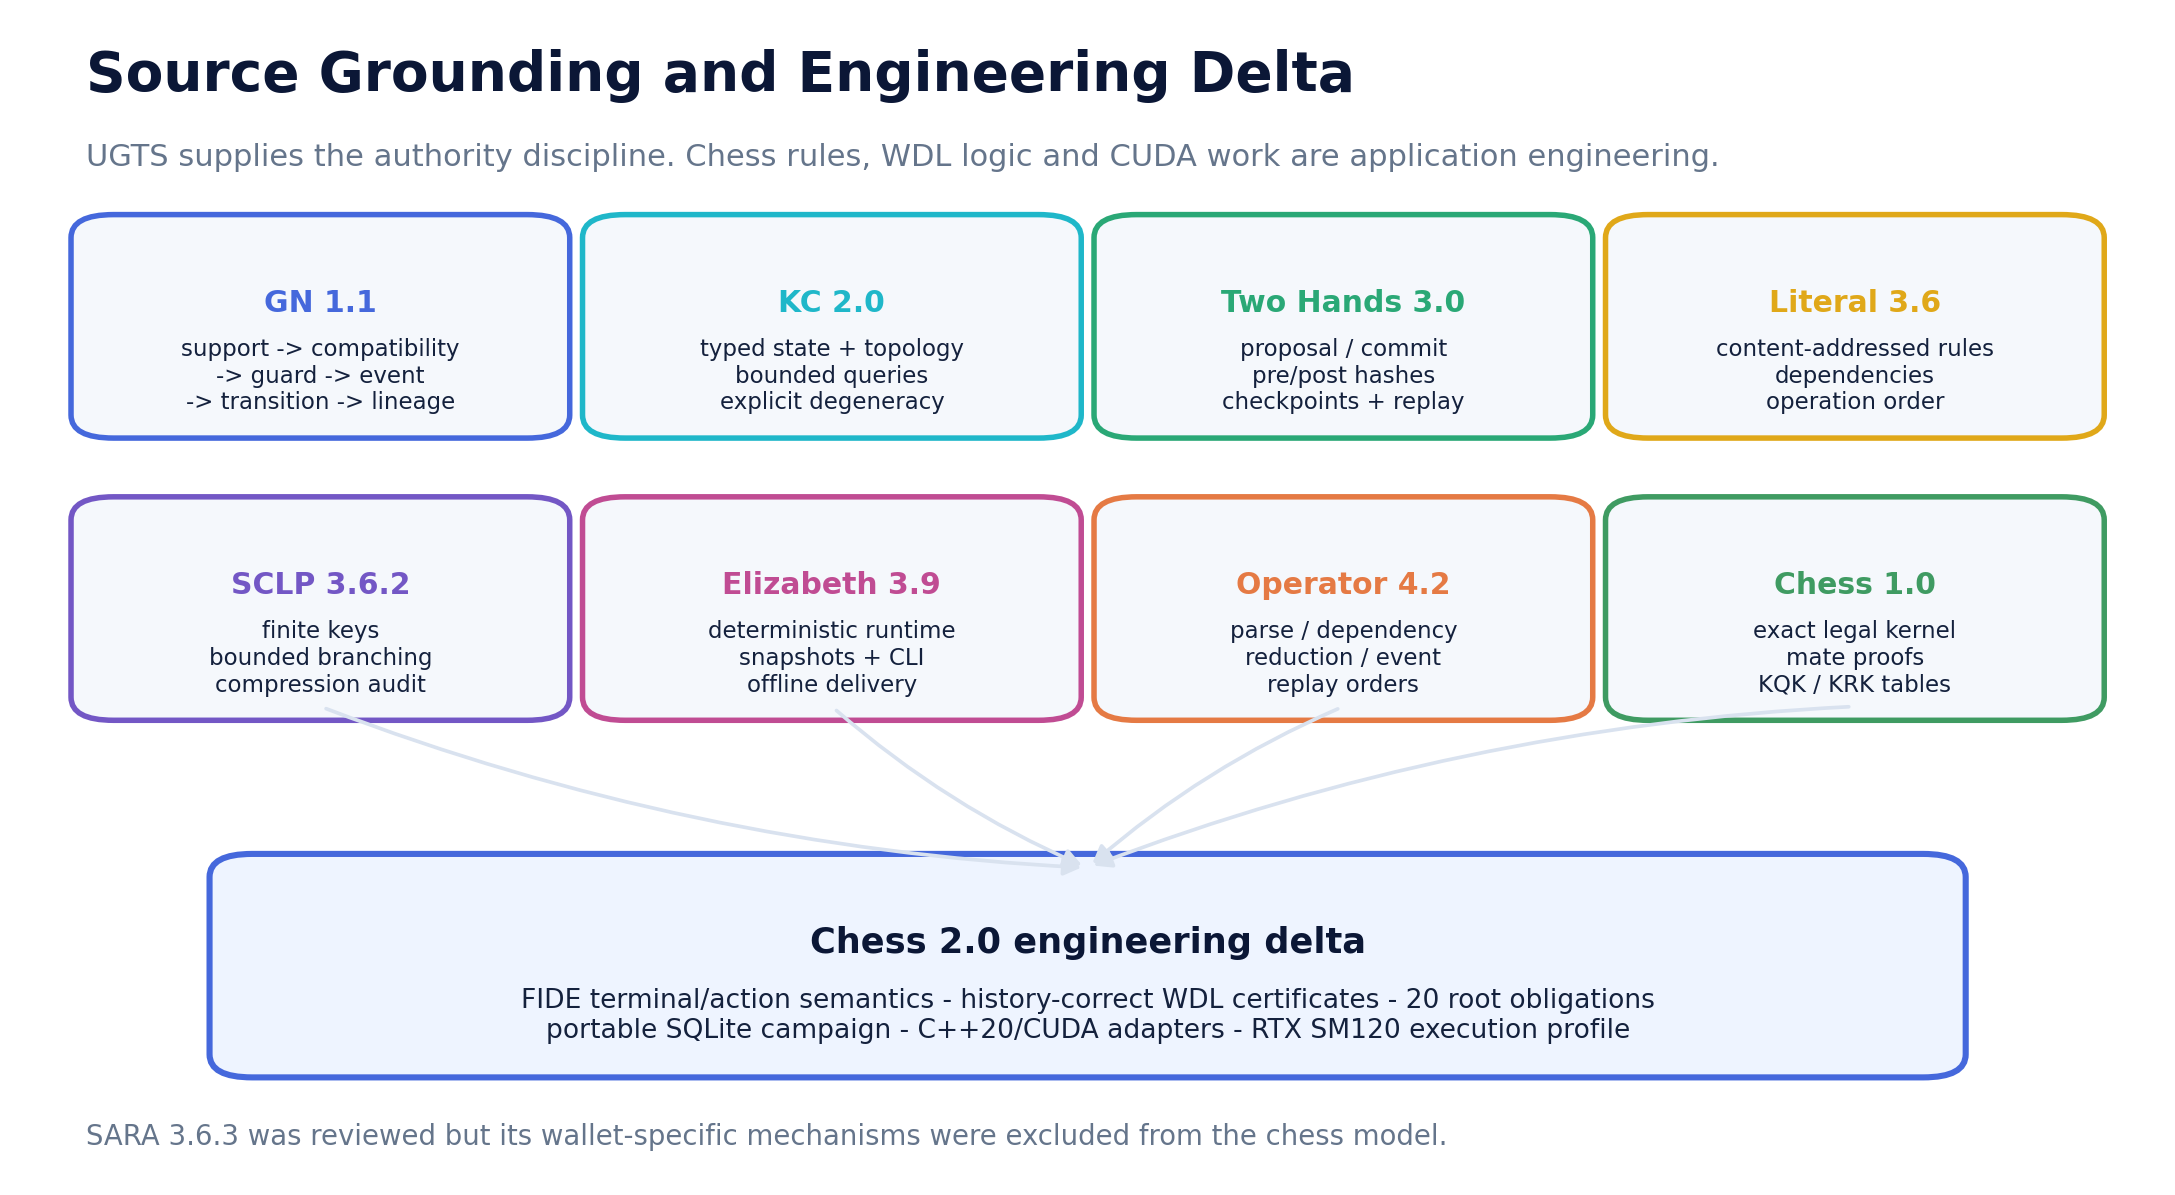 Source Grounding and Engineering Delta
UGTS supplies the authority discipline. Chess rules, WDL logic and CUDA work are application engineering.
GN 1.1
support -> compatibility
-> guard -> event
-> transition -> lineage
KC 2.0
typed state + topology
bounded queries
explicit degeneracy
Two Hands 3.0
proposal / commit
pre/post hashes
checkpoints + replay
Literal 3.6
content-addressed rules
dependencies
operation order
SCLP 3.6.2
finite keys
bounded branching
compression audit
Elizabeth 3.9
deterministic runtime
snapshots + CLI
offline delivery
Operator 4.2
parse / dependency
reduction / event
replay orders
Chess 1.0
exact legal kernel
mate proofs
KQK / KRK tables
Chess 2.0 engineering delta
FIDE terminal/action semantics - history-correct WDL certificates - 20 root obligations
portable SQLite campaign - C++20/CUDA adapters - RTX SM120 execution profile
SARA 3.6.3 was reviewed but its wallet-specific mechanisms were excluded from the chess model.